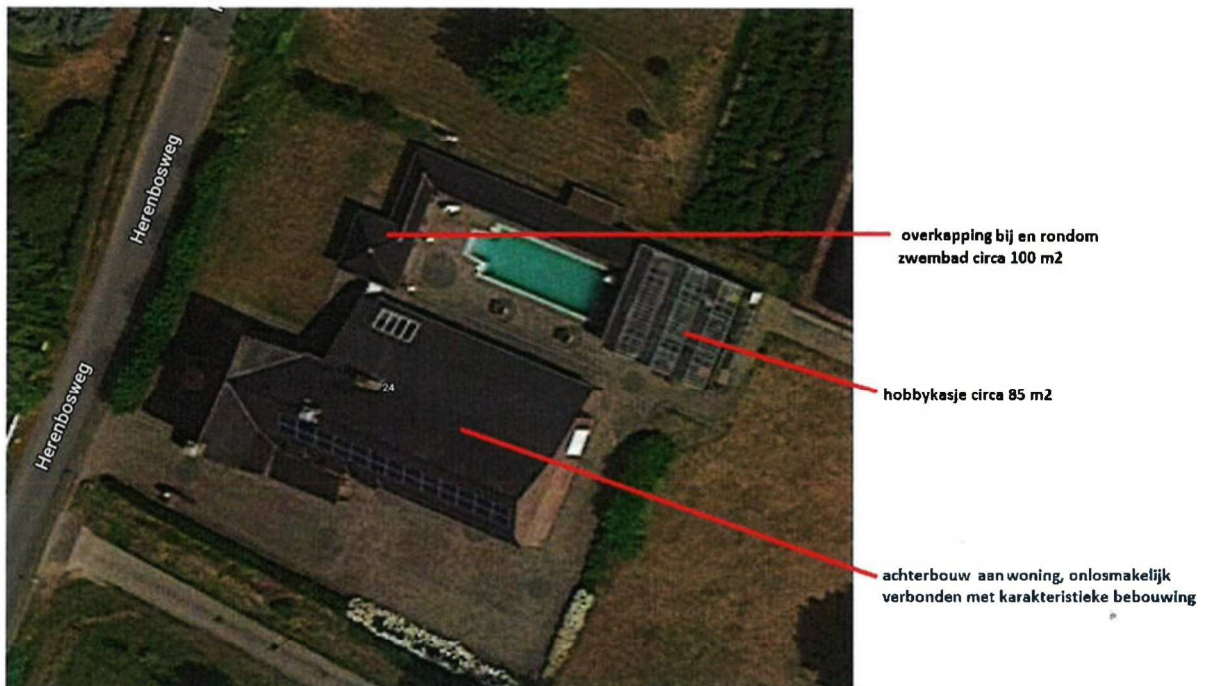 Herenbosweg
Herenbosweg
24
overkapping bij en rondom
zwembad circa 100 m2
hobbykasje circa 85 m2
achterbouw aan woning, onlosmakelijk
verbonden met karakteristieke bebouwing